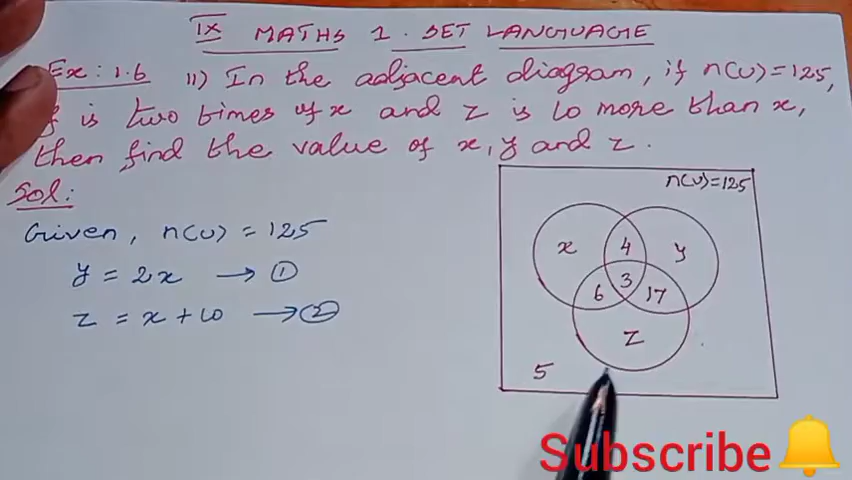 IX MATHS 1. SET LANGUAGE
Ex: 1.6 11) In the adjacent diagram, if n(U)=125,
y is two times of x and z is 10 more than x,
then find the value of x, y and z.
Sol:
Given, n(U) = 125
y = 2x → ①
z = x+10 → ②
n(U)=125
x 4 y
3
6 17
z
5
Subscribe